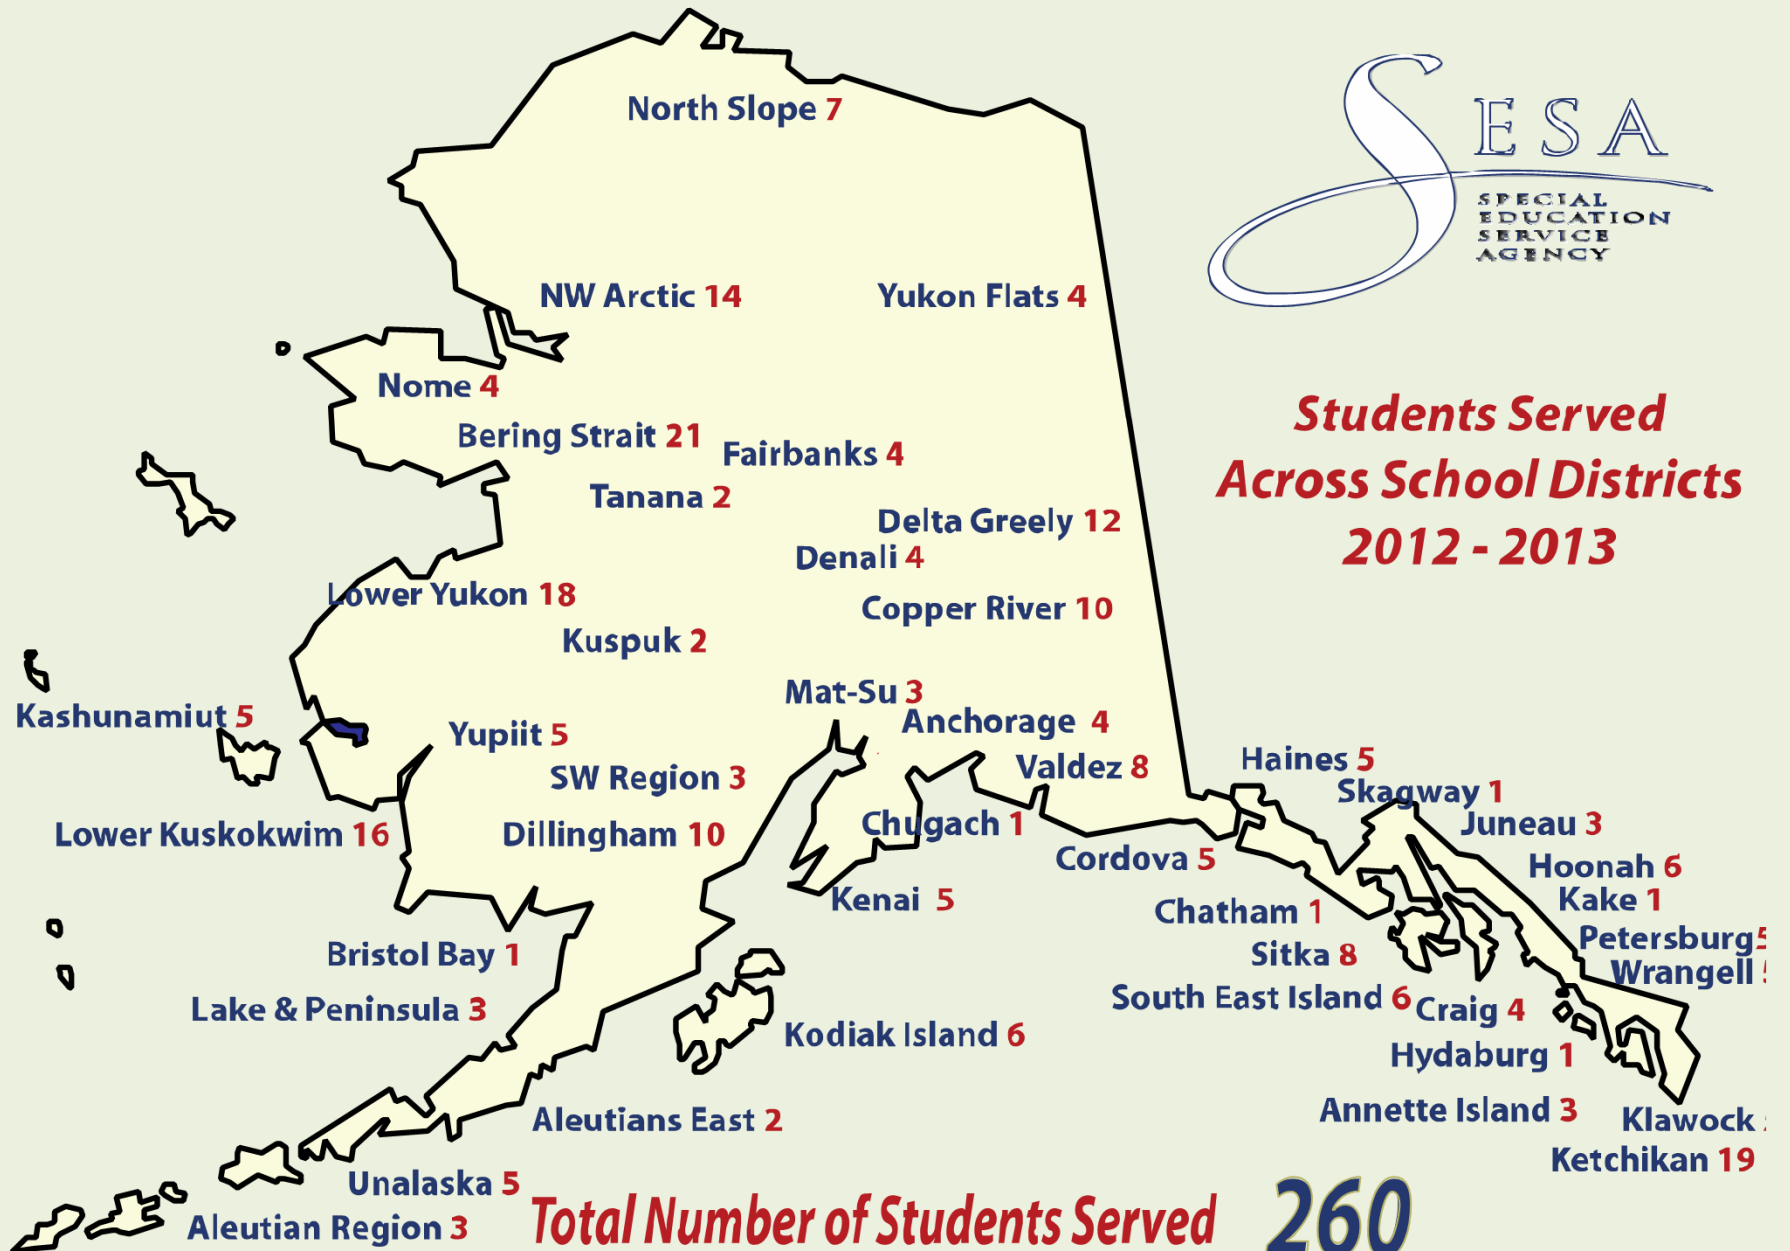 North Slope 7
ESA
SPECIAL
EDUCATION
SERVICE
AGENCY
NW Arctic 14
Yukon Flats 4
Nome 4
Bering Strait 21
Fairbanks 4
Tanana 2
Students Served
Across School Districts
2012 - 2013
Delta Greely 12
Denali 4
Lower Yukon 18
Copper River 10
Kuspuk 2
Mat-Su 3
Kashunamiut 5
Anchorage 4
Yupiit 5
Valdez 8
Haines 5
SW Region 3
Skagway 1
Lower Kuskokwim 16
Dillingham 10
Chugach 1
Juneau 3
Cordova 5
Hoonah 6
Kenai 5
Kake 1
Chatham 1
Petersburg 5
Bristol Bay 1
Sitka 8
Wrangell
Lake & Peninsula 3
South East Island 6
Craig 4
Kodiak Island 6
Hydaburg 1
Aleutians East 2
Annette Island 3
Klawock
Ketchikan 19
Unalaska 5
Aleutian Region 3
Total Number of Students Served 260